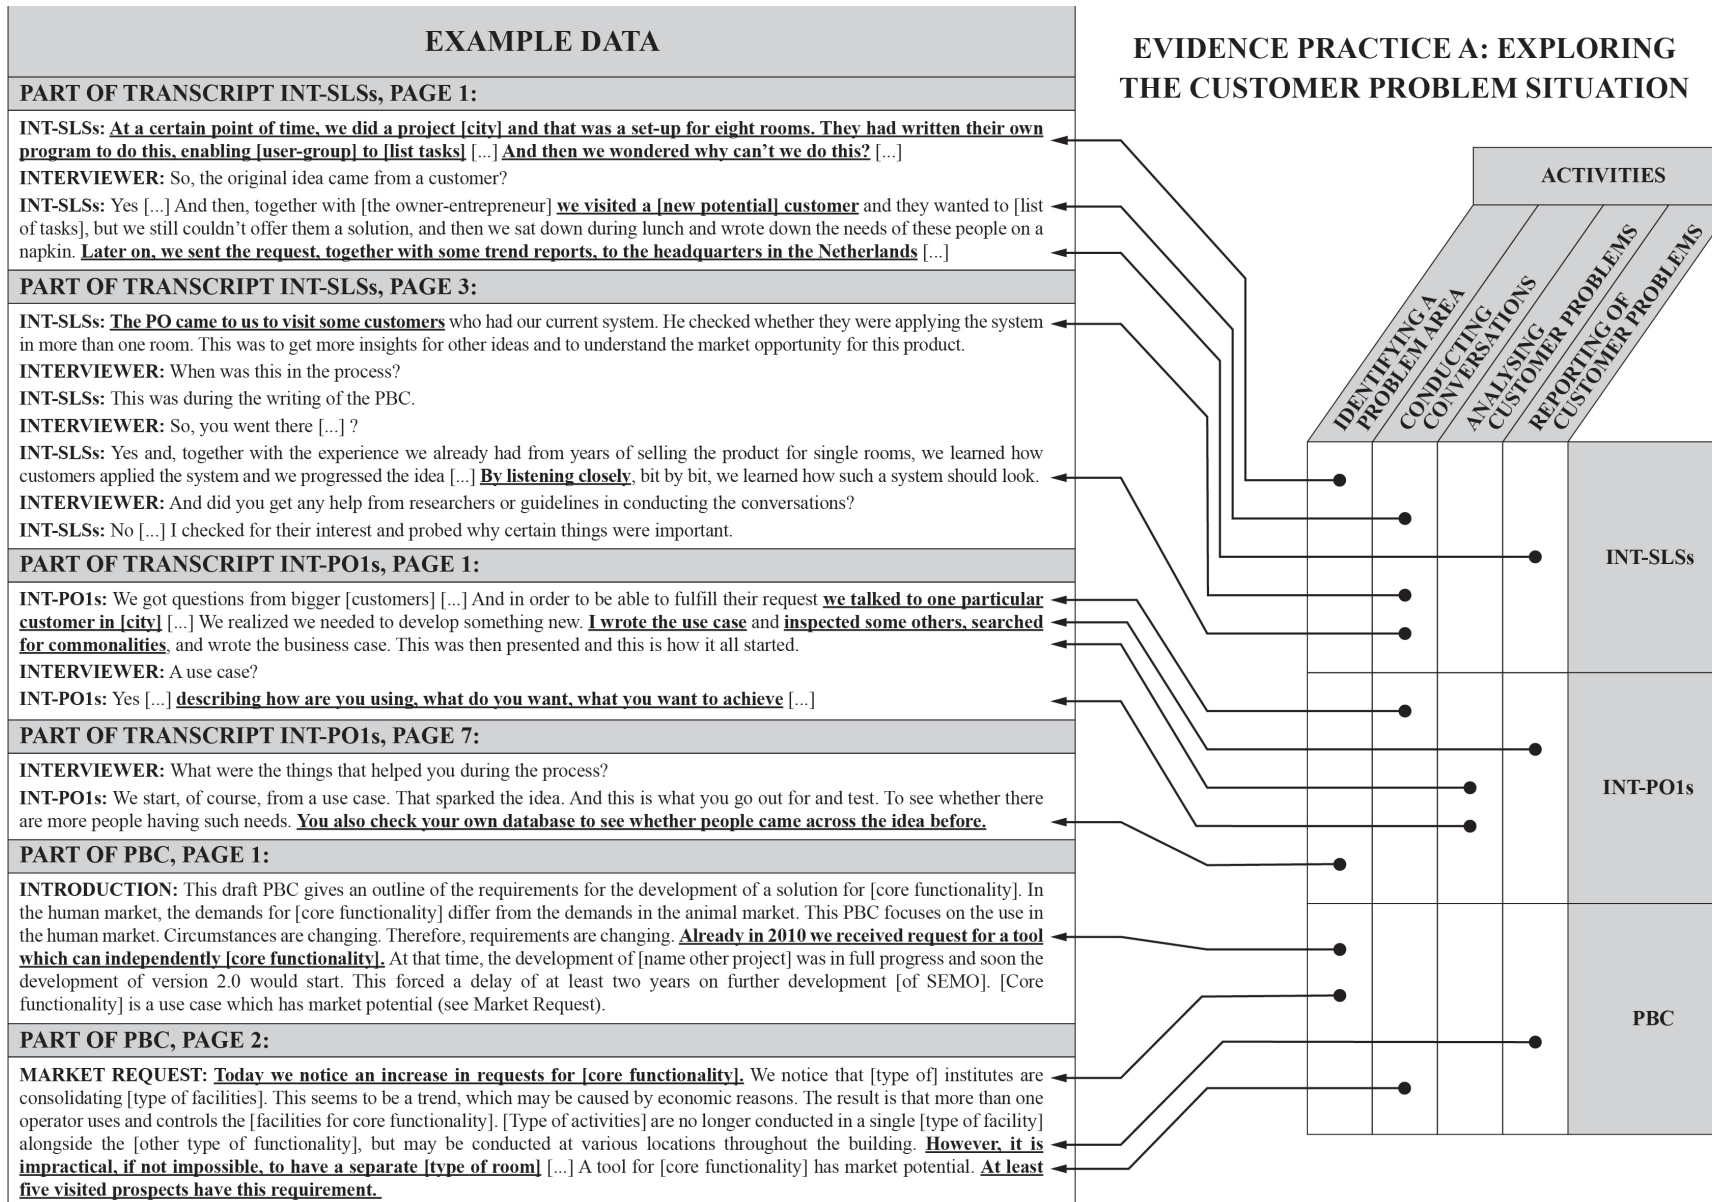 EXAMPLE DATA
PART OF TRANSCRIPT INT-SLSs, PAGE 1:
INT-SLSs: At a certain point of time, we did a project [city] and that was a set-up for eight rooms. They had written their own
program to do this, enabling [user-group] to [list tasks] [...] And then we wondered why can’t we do this? [...]
INTERVIEWER: So, the original idea came from a customer?
INT-SLSs: Yes [...] And then, together with [the owner-entrepreneur] we visited a [new potential] customer and they wanted to [list
of tasks], but we still couldn’t offer them a solution, and then we sat down during lunch and wrote down the needs of these people on a
napkin. Later on, we sent the request, together with some trend reports, to the headquarters in the Netherlands [...]
PART OF TRANSCRIPT INT-SLSs, PAGE 3:
INT-SLSs: The PO came to us to visit some customers who had our current system. He checked whether they were applying the system
in more than one room. This was to get more insights for other ideas and to understand the market opportunity for this product.
INTERVIEWER: When was this in the process?
INT-SLSs: This was during the writing of the PBC.
INTERVIEWER: So, you went there [...] ?
INT-SLSs: Yes and, together with the experience we already had from years of selling the product for single rooms, we learned how
customers applied the system and we progressed the idea [...] By listening closely, bit by bit, we learned how such a system should look.
INTERVIEWER: And did you get any help from researchers or guidelines in conducting the conversations?
INT-SLSs: No [...] I checked for their interest and probed why certain things were important.
PART OF TRANSCRIPT INT-PO1s, PAGE 1:
INT-PO1s: We got questions from bigger [customers] [...] And in order to be able to fulfill their request we talked to one particular
customer in [city] [...] We realized we needed to develop something new. I wrote the use case and inspected some others, searched
for commonalities, and wrote the business case. This was then presented and this is how it all started.
INTERVIEWER: A use case?
INT-PO1s: Yes [...] describing how are you using, what do you want, what you want to achieve [...]
PART OF TRANSCRIPT INT-PO1s, PAGE 7:
INTERVIEWER: What were the things that helped you during the process?
INT-PO1s: We start, of course, from a use case. That sparked the idea. And this is what you go out for and test. To see whether there
are more people having such needs. You also check your own database to see whether people came across the idea before.
PART OF PBC, PAGE 1:
INTRODUCTION: This draft PBC gives an outline of the requirements for the development of a solution for [core functionality]. In
the human market, the demands for [core functionality] differ from the demands in the animal market. This PBC focuses on the use in
the human market. Circumstances are changing. Therefore, requirements are changing. Already in 2010 we received request for a tool
which can independently [core functionality]. At that time, the development of [name other project] was in full progress and soon the
development of version 2.0 would start. This forced a delay of at least two years on further development [of SEMO]. [Core
functionality] is a use case which has market potential (see Market Request).
PART OF PBC, PAGE 2:
MARKET REQUEST: Today we notice an increase in requests for [core functionality]. We notice that [type of] institutes are
consolidating [type of facilities]. This seems to be a trend, which may be caused by economic reasons. The result is that more than one
operator uses and controls the [facilities for core functionality]. [Type of activities] are no longer conducted in a single [type of facility]
alongside the [other type of functionality], but may be conducted at various locations throughout the building. However, it is
impractical, if not impossible, to have a separate [type of room] [...] A tool for [core functionality] has market potential. At least
five visited prospects have this requirement.
EVIDENCE PRACTICE A: EXPLORING
THE CUSTOMER PROBLEM SITUATION
ACTIVITIES
IDENTIFYING A
PROBLEM AREA
CONDUCTING
CONVERSATIONS
ANALYSING
CUSTOMER PROBLEMS
REPORTING OF
CUSTOMER PROBLEMS
INT-SLSs
INT-PO1s
PBC